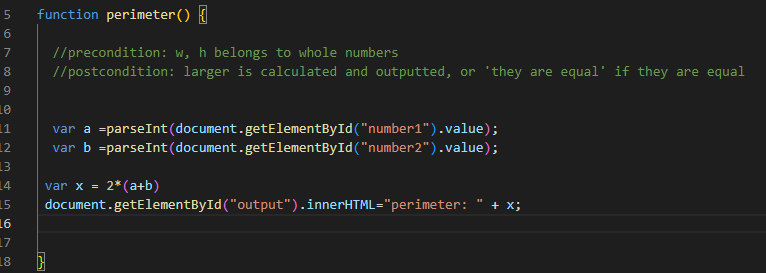 5 function perimeter() {
6
7 //precondition: w, h belongs to whole numbers
8 //postcondition: larger is calculated and outputted, or 'they are equal' if they are equal
9
10
11 var a =parseInt(document.getElementById("number1").value);
12 var b =parseInt(document.getElementById("number2").value);
13
14 var x = 2*(a+b)
15 document.getElementById("output").innerHTML="perimeter: " + x;
16
17
18 }